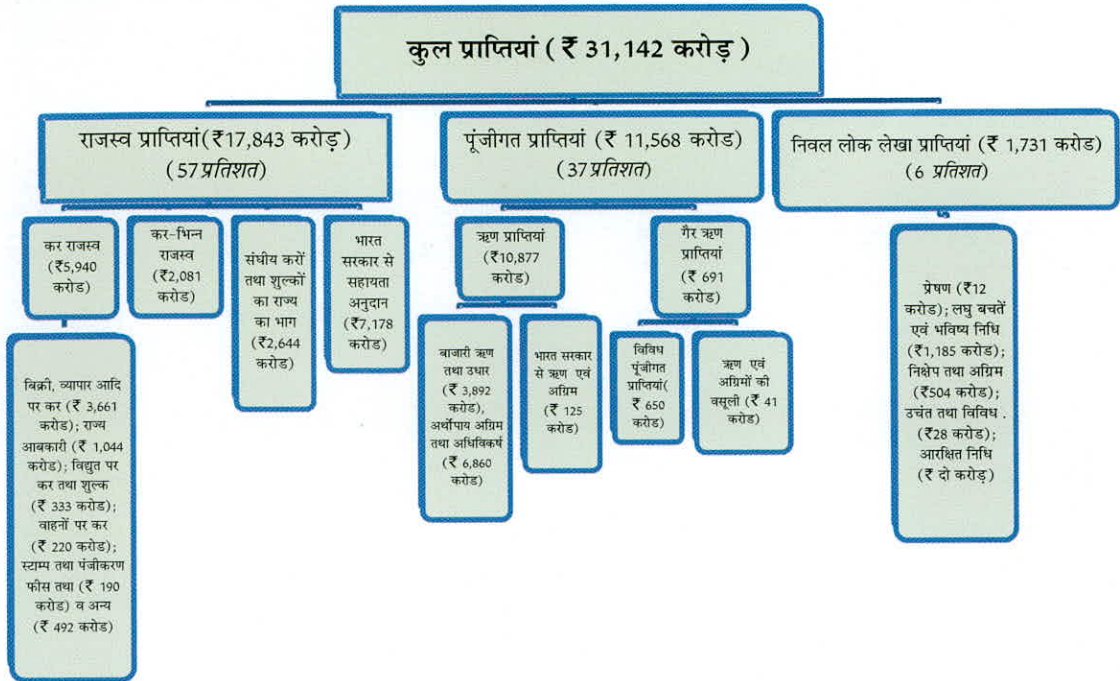 कुल प्राप्तियां ( ₹ 31,142 करोड़ )
राजस्व प्राप्तियां(₹17,843 करोड़)
(57प्रतिशत)
पूंजीगत प्राप्तियां (₹ 11,568 करोड)
(37प्रतिशत)
निवल लोक लेखा प्राप्तियां (₹ 1,731 करोड)
(6 प्रतिशत)
कर राजस्व
(₹5,940
करोड)
कर-भिन्न
राजस्व
(₹2,081
करोड)
संघीय करों
तथा शुल्कों
का राज्य
का भाग
(₹2,644
करोड)
भारत
सरकार से
सहायता
अनुदान
(₹7,178
करोड)
ऋण प्राप्तियां
(₹10,877
करोड)
गैर ऋण
प्राप्तियां
(₹ 691
करोड)
बिक्री, व्यापार आदि
पर कर (₹ 3,661
करोड); राज्य
आबकारी (₹ 1,044
करोड); विद्युत पर
कर तथा शुल्क
(₹ 333 करोड);
वाहनों पर कर
(₹ 220 करोड);
स्टाम्प तथा पंजीकरण
फीस तथा (₹ 190
करोड) व अन्य
(₹ 492 करोड)
बाजारी ऋण
तथा उधार
(₹ 3,892
करोड),
अर्थोपाय अग्रिम
तथा अधिविकर्ष
(₹ 6,860
करोड)
भारत सरकार
से ऋण एवं
अग्रिम
(₹ 125
करोड)
विविध
पूंजीगत
प्राप्तियां(
₹ 650
करोड)
ऋण एवं
अग्रिमों की
वसूली (₹ 41
करोड)
प्रेषण (₹12
करोड); लघु बचतें
एवं भविष्य निधि
(₹1,185 करोड);
निक्षेप तथा अग्रिम
(₹504 करोड);
उचंत तथा विविध .
(₹28 करोड);
आरक्षित निधि
(₹ दो करोड़)